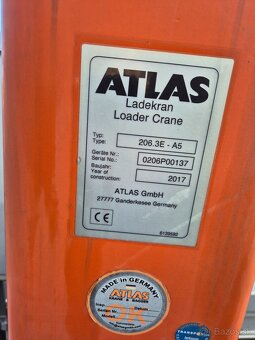 ATLAS
Ladekran
Loader Crane
Typ:
Type: 206.3E - A5
Geräte Nr.:
Serial No.: 0206P00137
Baujahr:
Year of
construction: 2017
ATLAS GmbH
27777 Ganderkesee Germany
CE
6139592
MADE IN GERMANY
ATLAS